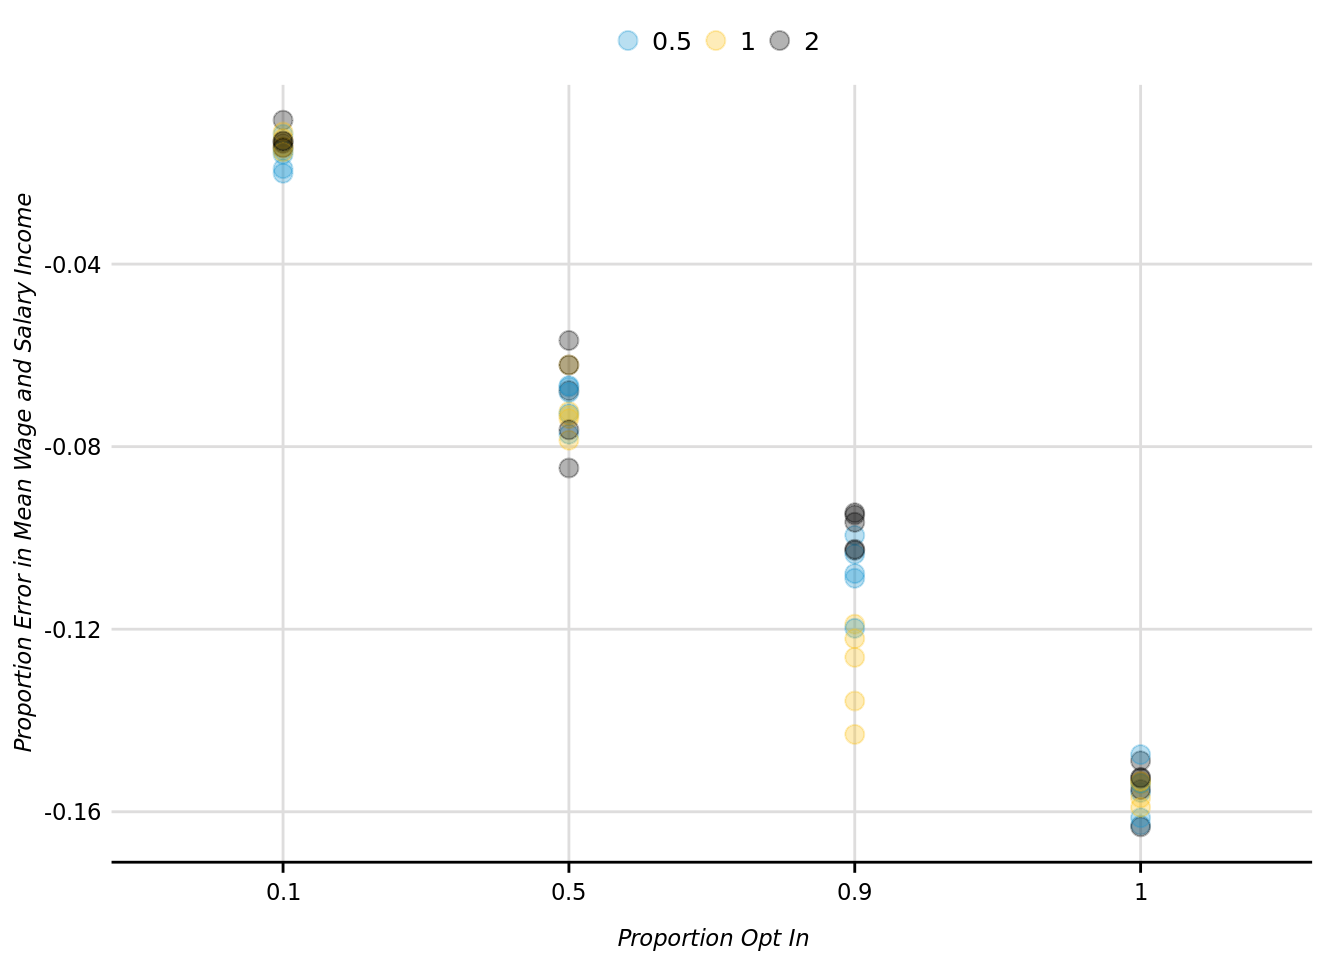 0.5 1 2
Proportion Error in Mean Wage and Salary Income
-0.04
-0.08
-0.12
-0.16
0.1 0.5 0.9 1
Proportion Opt In